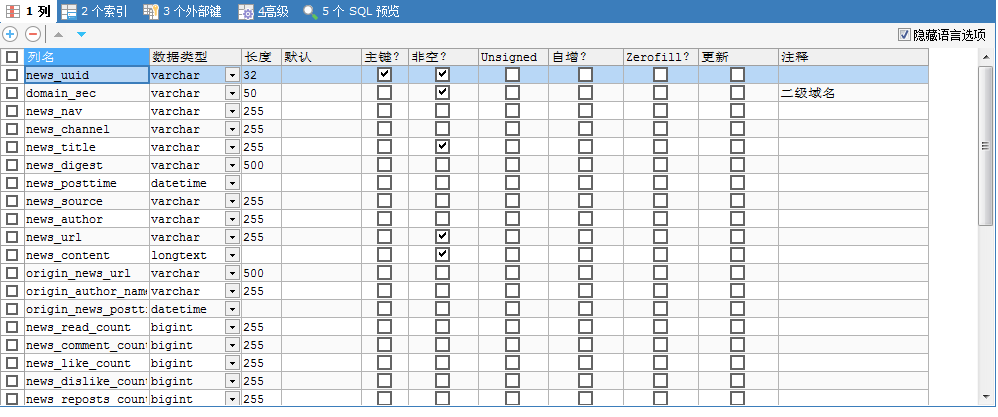 1 列 2 个索引 3 个外部键 4高级 5 个 SQL 预览
隐藏语言选项
列名 数据类型 长度 默认 主键? 非空? Unsigned 自增? Zerofill? 更新 注释
news_uuid varchar 32
domain_sec varchar 50 二级域名
news_nav varchar 255
news_channel varchar 255
news_title varchar 255
news_digest varchar 500
news_posttime datetime
news_source varchar 255
news_author varchar 255
news_url varchar 255
news_content longtext
origin_news_url varchar 500
origin_author_name varchar 255
origin_news_postti datetime
news_read_count bigint 255
news_comment_count bigint 255
news_like_count bigint 255
news_dislike_count bigint 255
news_reposts_count bigint 255